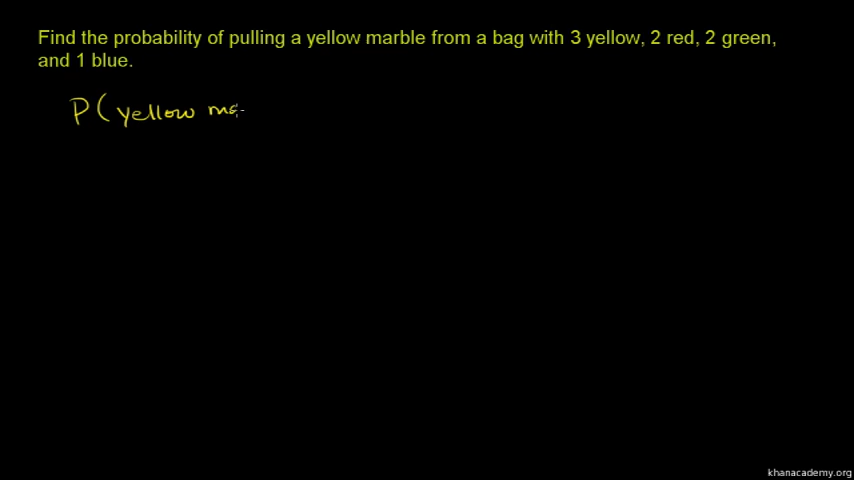 Find the probability of pulling a yellow marble from a bag with 3 yellow, 2 red, 2 green,
and 1 blue.
P(yellow
khanacademy.org